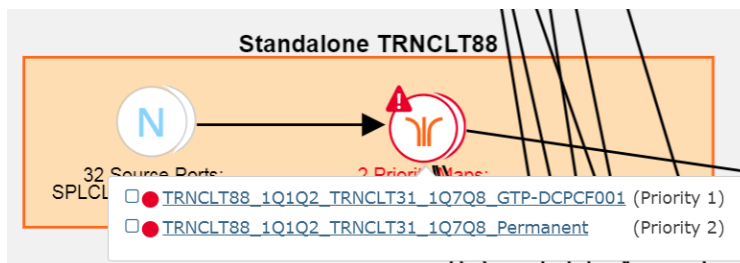 Standalone TRNCLT88
N
32 Source Ports:
2 Priority Maps:
SPLCL
TRNCLT88_1Q1Q2_TRNCLT31_1Q7Q8_GTP-DCPCF001 (Priority 1)
TRNCLT88_1Q1Q2_TRNCLT31_1Q7Q8_Permanent (Priority 2)